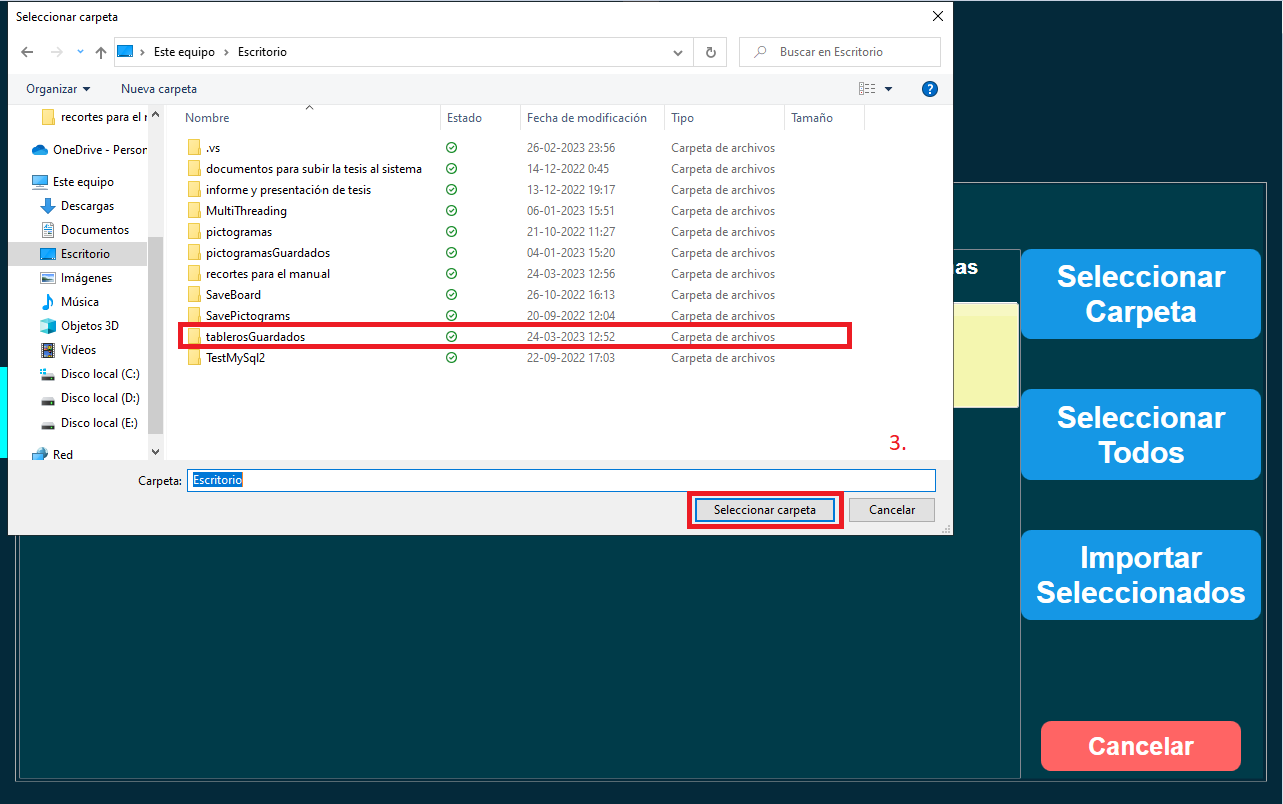 Seleccionar carpeta
Este equipo › Escritorio
Buscar en Escritorio
Organizar
Nueva carpeta
?
recortes para el r
OneDrive - Person
Este equipo
Descargas
Documentos
Escritorio
Imágenes
Música
Objetos 3D
Videos
Disco local (C:)
Disco local (D:)
Disco local (E:)
Red
Nombre Estado Fecha de modificación Tipo Tamaño
.vs 26-02-2023 23:56 Carpeta de archivos
documentos para subir la tesis al sistema 14-12-2022 0:45 Carpeta de archivos
informe y presentación de tesis 13-12-2022 19:17 Carpeta de archivos
MultiThreading 06-01-2023 15:51 Carpeta de archivos
pictogramas 21-10-2022 11:27 Carpeta de archivos
pictogramasGuardados 04-01-2023 15:20 Carpeta de archivos
recortes para el manual 24-03-2023 12:56 Carpeta de archivos
SaveBoard 26-10-2022 16:13 Carpeta de archivos
SavePictograms 20-09-2022 12:04 Carpeta de archivos
tablerosGuardados 24-03-2023 12:52 Carpeta de archivos
TestMySql2 22-09-2022 17:03 Carpeta de archivos
3.
Carpeta: Escritorio
Seleccionar carpeta
Cancelar
as
Seleccionar
Carpeta
Seleccionar
Todos
Importar
Seleccionados
Cancelar